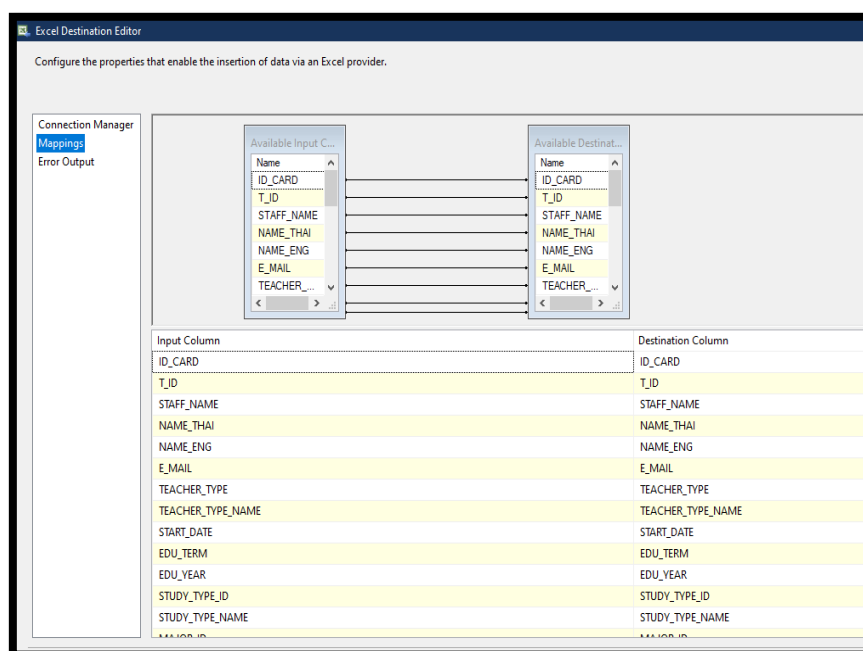 Excel Destination Editor
Configure the properties that enable the insertion of data via an Excel provider.
Connection Manager
Mappings
Error Output
Available Input C...
Name
ID_CARD
T_ID
STAFF_NAME
NAME_THAI
NAME_ENG
E_MAIL
TEACHER_...
Available Destinat...
Name
ID_CARD
T_ID
STAFF_NAME
NAME_THAI
NAME_ENG
E_MAIL
TEACHER_...
Input Column Destination Column
ID_CARD ID_CARD
T_ID T_ID
STAFF_NAME STAFF_NAME
NAME_THAI NAME_THAI
NAME_ENG NAME_ENG
E_MAIL E_MAIL
TEACHER_TYPE TEACHER_TYPE
TEACHER_TYPE_NAME TEACHER_TYPE_NAME
START_DATE START_DATE
EDU_TERM EDU_TERM
EDU_YEAR EDU_YEAR
STUDY_TYPE_ID STUDY_TYPE_ID
STUDY_TYPE_NAME STUDY_TYPE_NAME